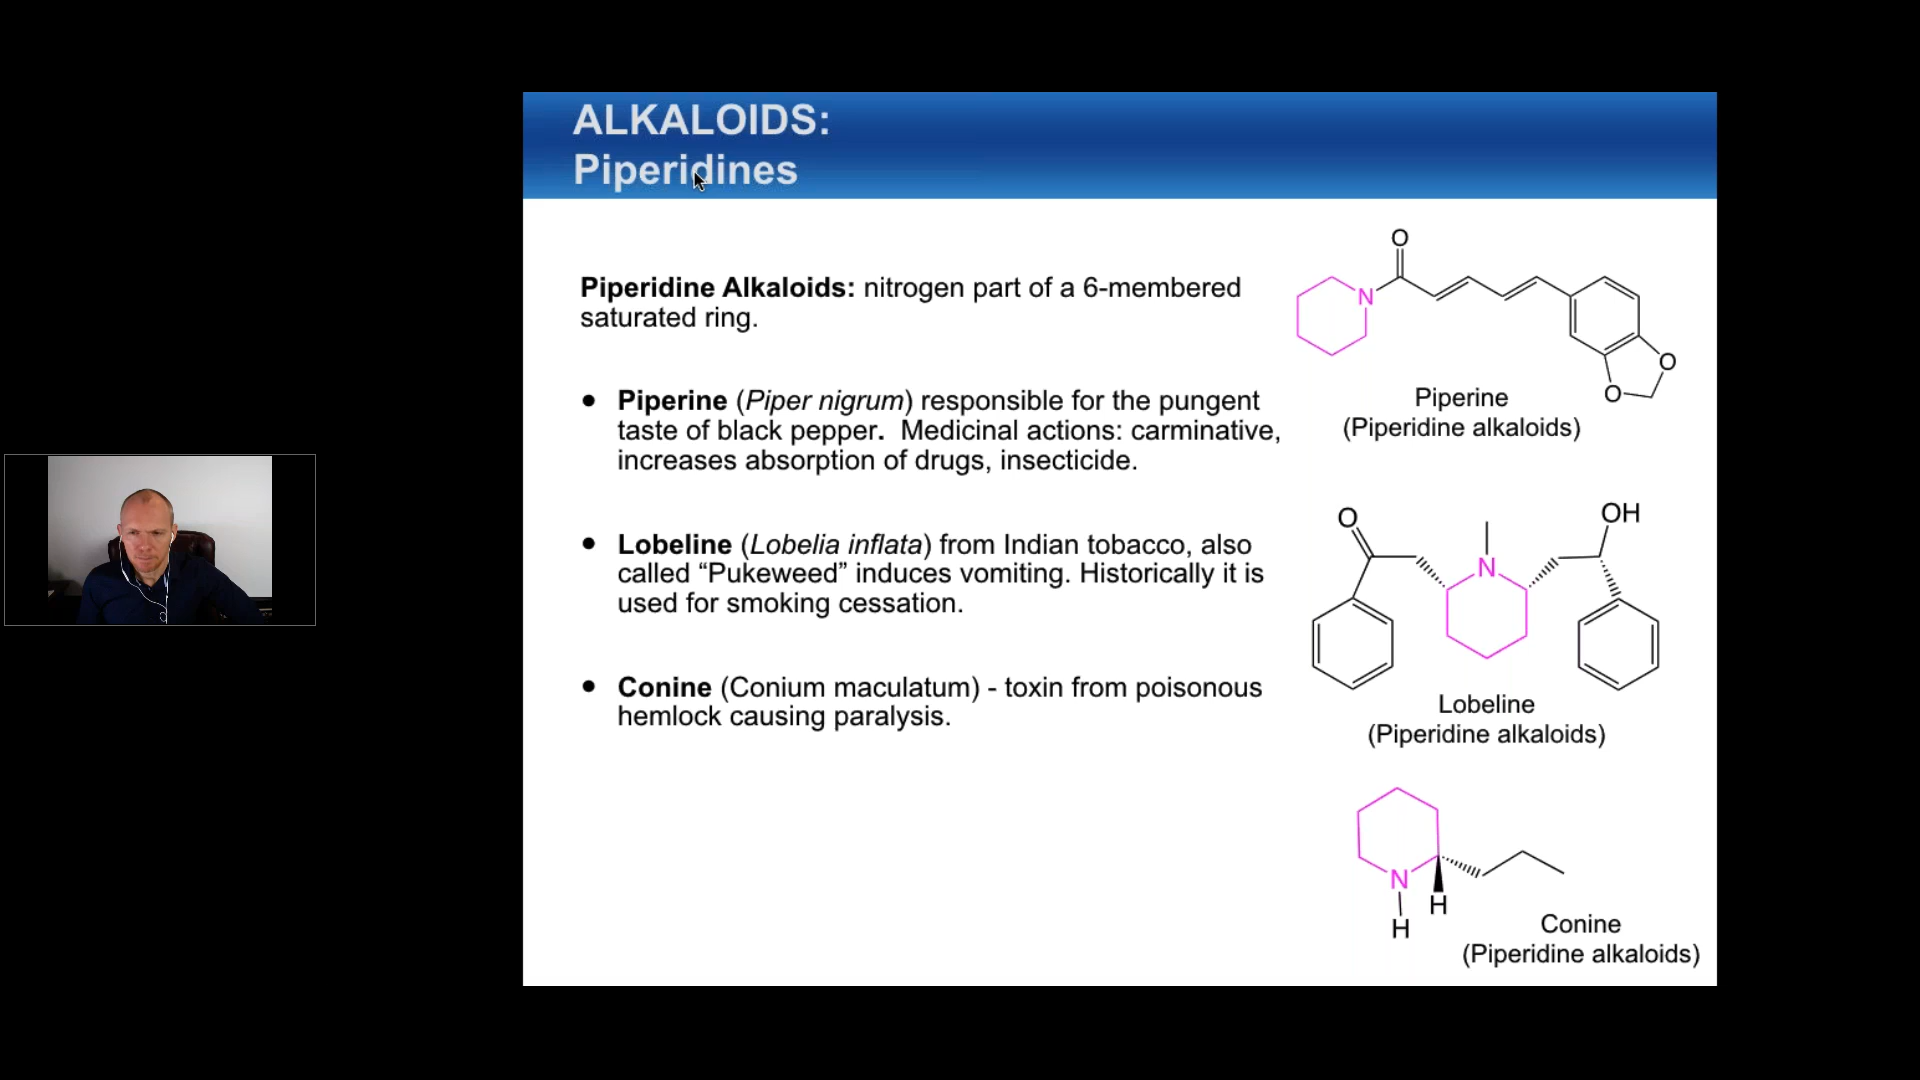 ALKALOIDS:
Piperidines
Piperidine Alkaloids: nitrogen part of a 6-membered
saturated ring.
• Piperine (Piper nigrum) responsible for the pungent
taste of black pepper.  Medicinal actions: carminative,
increases absorption of drugs, insecticide.
• Lobeline (Lobelia inflata) from Indian tobacco, also
called “Pukeweed” induces vomiting. Historically it is
used for smoking cessation.
• Conine (Conium maculatum) - toxin from poisonous
hemlock causing paralysis.
O
N
O
O
Piperine
(Piperidine alkaloids)
O
OH
N
Lobeline
(Piperidine alkaloids)
N
H
H
Conine
(Piperidine alkaloids)